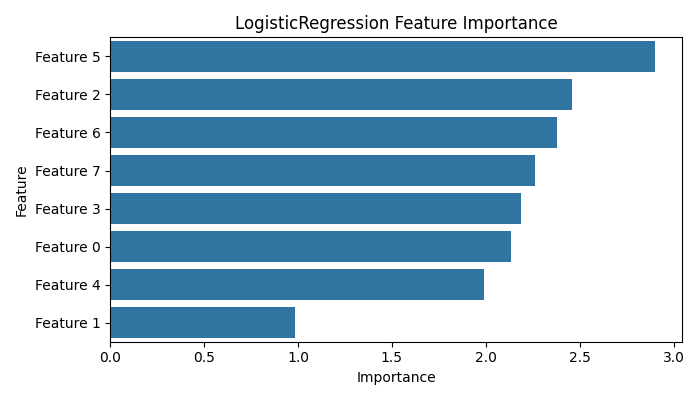 LogisticRegression Feature Importance
Feature
Feature 5
Feature 2
Feature 6
Feature 7
Feature 3
Feature 0
Feature 4
Feature 1
0.0 0.5 1.0 1.5 2.0 2.5 3.0
Importance